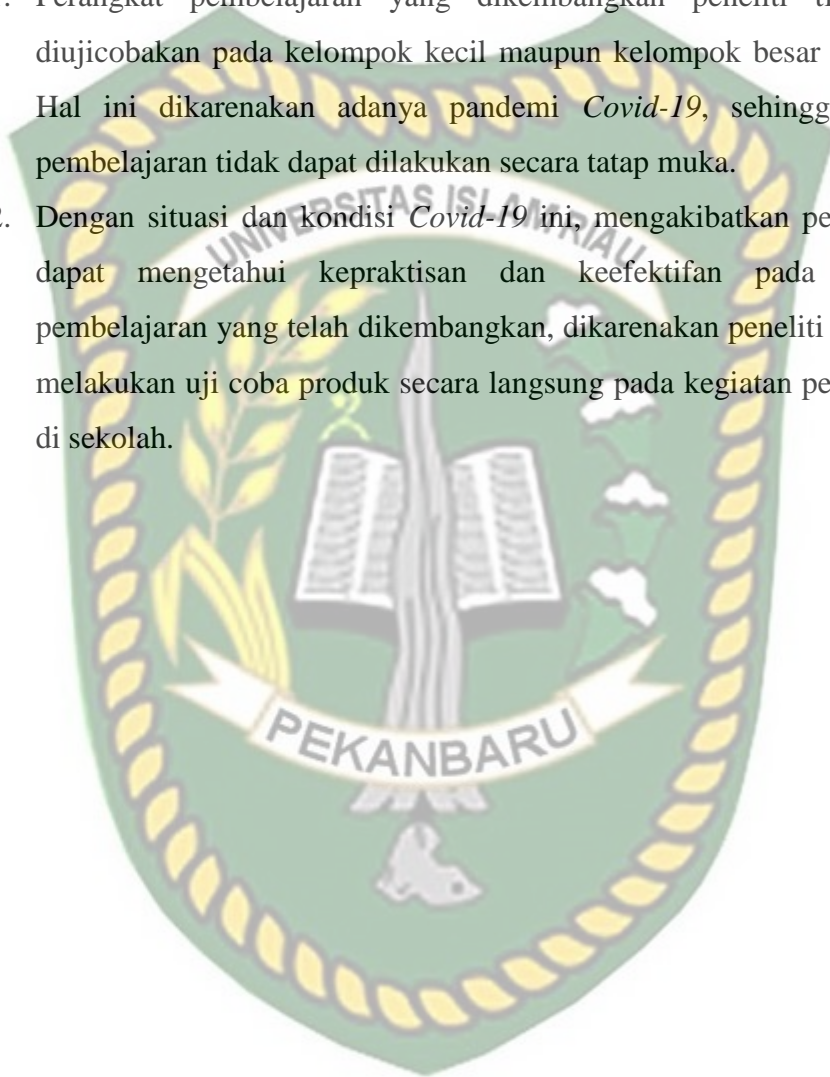 Perangkat pembelajaran yang dikembangkan peneliti
diujicobakan pada kelompok kecil maupun kelompok besar
Hal ini dikarenakan adanya pandemi Covid-19,
pembelajaran tidak dapat dilakukan secara tatap muka.
Dengan situasi dan kondisi Covid-19 ini, mengakibatkan
dapat mengetahui kepraktisan dan keefektifan pada
pembelajaran yang telah dikembangkan, dikarenakan peneliti
melakukan uji coba produk secara langsung pada kegiatan
di sekolah.
UNIVERSITAS ISLAM RIAU
PEKANBARU